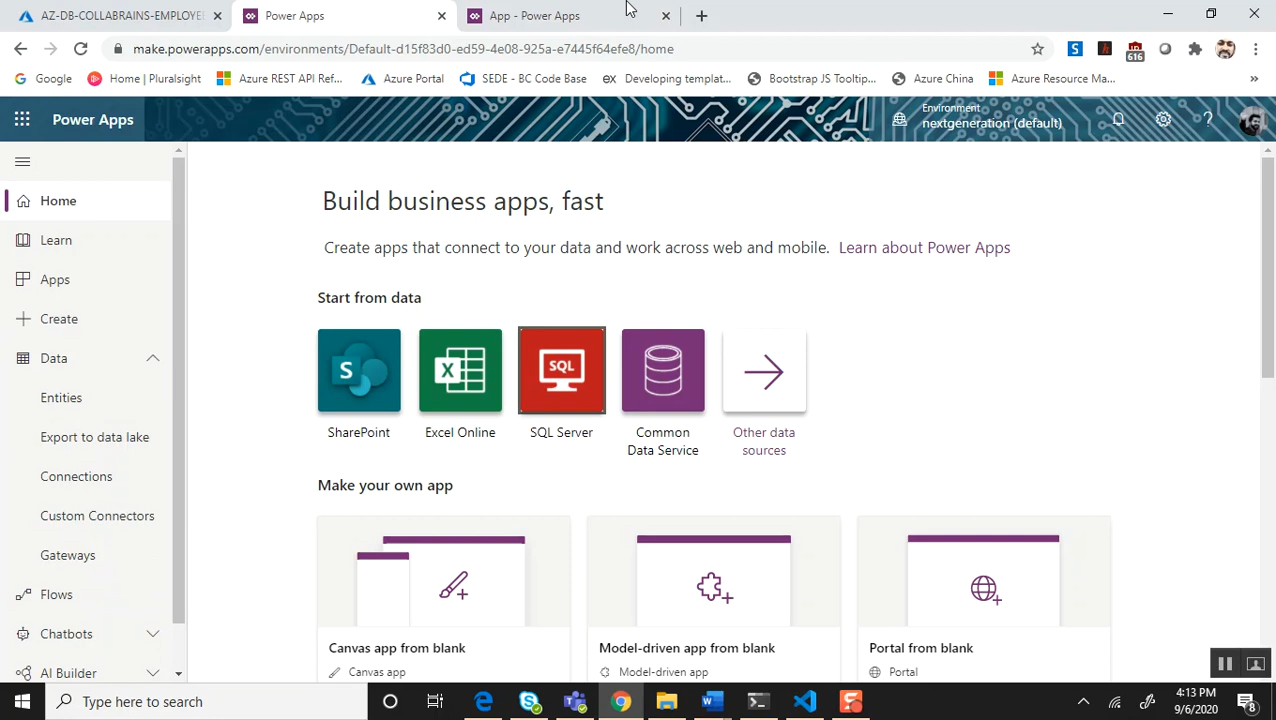 AZ-DB-COLLABRAINS-EMPLOYEE
Power Apps
App - Power Apps
make.powerapps.com/environments/Default-d15f83d0-ed59-4e08-925a-e7445f64efe8/home
616
Google
Home | Pluralsight
Azure REST API Ref...
Azure Portal
SEDE - BC Code Base
Developing templat...
Bootstrap JS Tooltip...
Azure China
Azure Resource Ma...
Power Apps
Environment
nextgeneration (default)
Home
Learn
Apps
Create
Data
Entities
Export to data lake
Connections
Custom Connectors
Gateways
Flows
Chatbots
AI Builder
Build business apps, fast
Create apps that connect to your data and work across web and mobile. Learn about Power Apps
Start from data
SQL
SharePoint
Excel Online
SQL Server
Common
Data Service
Other data
sources
Make your own app
Canvas app from blank
Canvas app
Model-driven app from blank
Model-driven app
Portal from blank
Portal
Type here to search
4:13 PM
9/6/2020
8